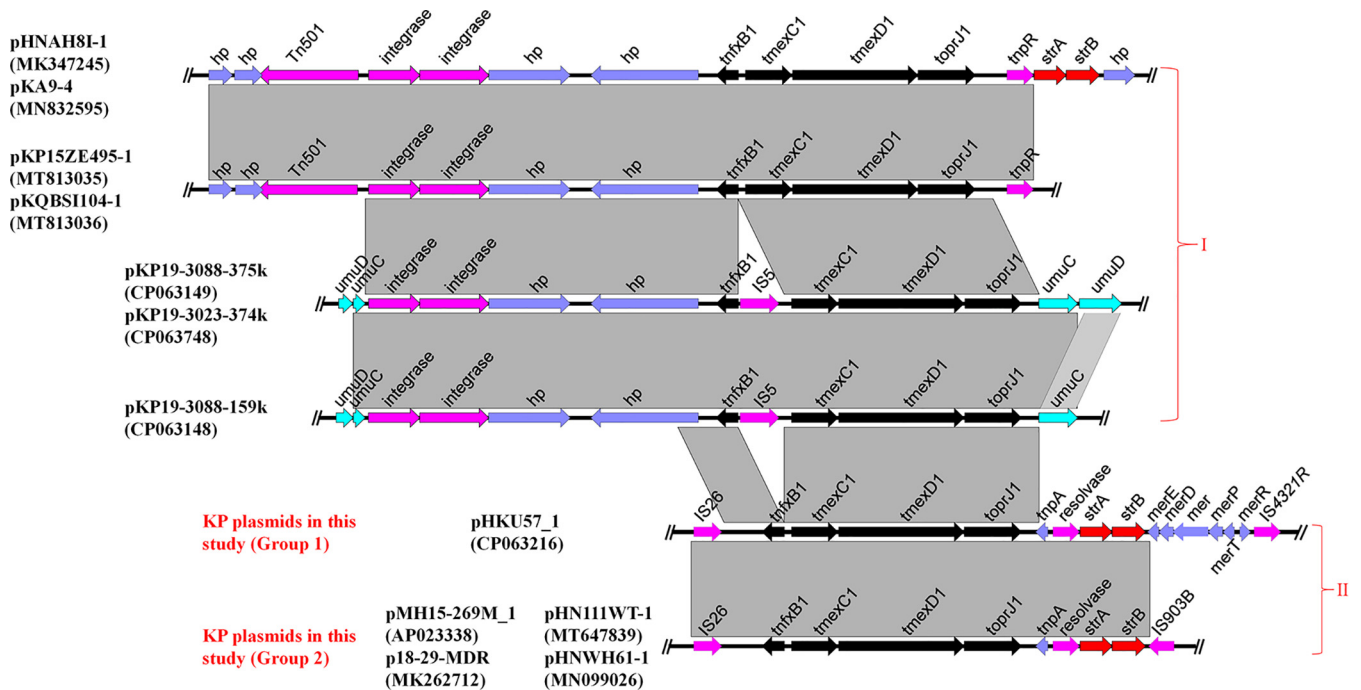 pHNAH8I-1
(MK347245)
pKA9-4
(MN832595)
hp hp Tn501 integrase integrase hp hp tnfxB1 tmexC1 tmexD1 toprJ1 tnpR strA strB hp
pKP15ZE495-1
(MT813035)
pKQBSI104-1
(MT813036)
hp hp Tn501 integrase integrase hp hp tnfxB1 tmexC1 tmexD1 toprJ1 tnpR
I
pKP19-3088-375k
(CP063149)
pKP19-3023-374k
(CP063748)
umuD umuC integrase integrase hp hp tnfxB1 IS5 tmexC1 tmexD1 toprJ1 umuC umuD
pKP19-3088-159k
(CP063148)
umuD umuC integrase integrase hp hp tnfxB1 IS5 tmexC1 tmexD1 toprJ1 umuC
KP plasmids in this
study (Group 1)
pHKU57_1
(CP063216)
IS26 tnfxB1 tmexC1 tmexD1 toprJ1 tnpA resolvase strA strB merE merD mer merP merT merR IS4321R
II
KP plasmids in this
study (Group 2)
pMH15-269M_1
(AP023338)
p18-29-MDR
(MK262712)
pHN111WT-1
(MT647839)
pHNWH61-1
(MN099026)
IS26 tnfxB1 tmexC1 tmexD1 toprJ1 tnpA resolvase strA strB IS903B